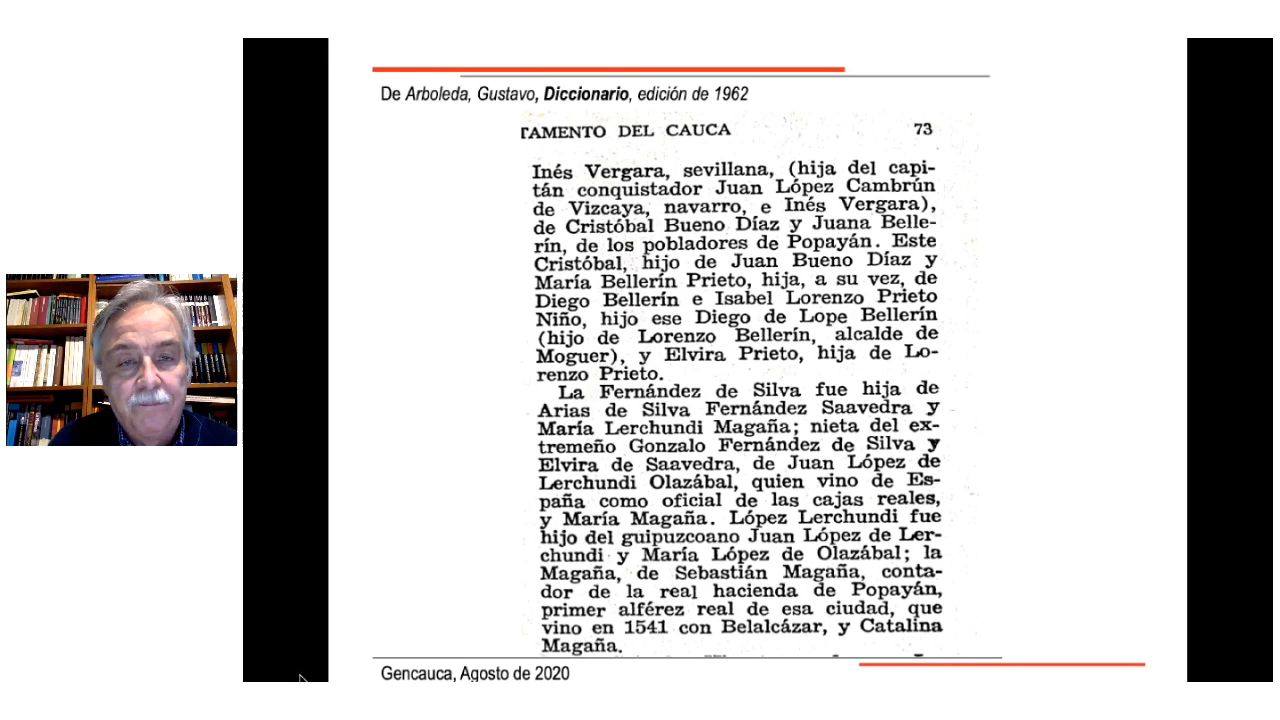 De Arboleda, Gustavo, Diccionario, edición de 1962
TAMENTO DEL CAUCA 73
Inés Vergara, sevillana, (hija del capi-
tán conquistador Juan López Cambrún
de Vizcaya, navarro, e Inés Vergara),
de Cristóbal Bueno Díaz y Juana Belle-
rín, de los pobladores de Popayán. Este
Cristóbal, hijo de Juan Bueno Díaz y
María Bellerín Prieto, hija, a su vez, de
Diego Bellerín e Isabel Lorenzo Prieto
Niño, hijo ese Diego de Lope Bellerín
(hijo de Lorenzo Bellerín, alcalde de
Moguer), y Elvira Prieto, hija de Lo-
renzo Prieto.
La Fernández de Silva fue hija de
Arias de Silva Fernández Saavedra y
María Lerchundi Magaña; nieta del ex-
tremeño Gonzalo Fernández de Silva y
Elvira de Saavedra, de Juan López de
Lerchundi Olazábal, quien vino de Es-
paña como oficial de las cajas reales,
y María Magaña. López Lerchundi fue
hijo del guipuzcoano Juan López de Ler-
chundi y María López de Olazábal; la
Magaña, de Sebastián Magaña, conta-
dor de la real hacienda de Popayán,
primer alférez real de esa ciudad, que
vino en 1541 con Belalcázar, y Catalina
Magaña.
Gencauca, Agosto de 2020